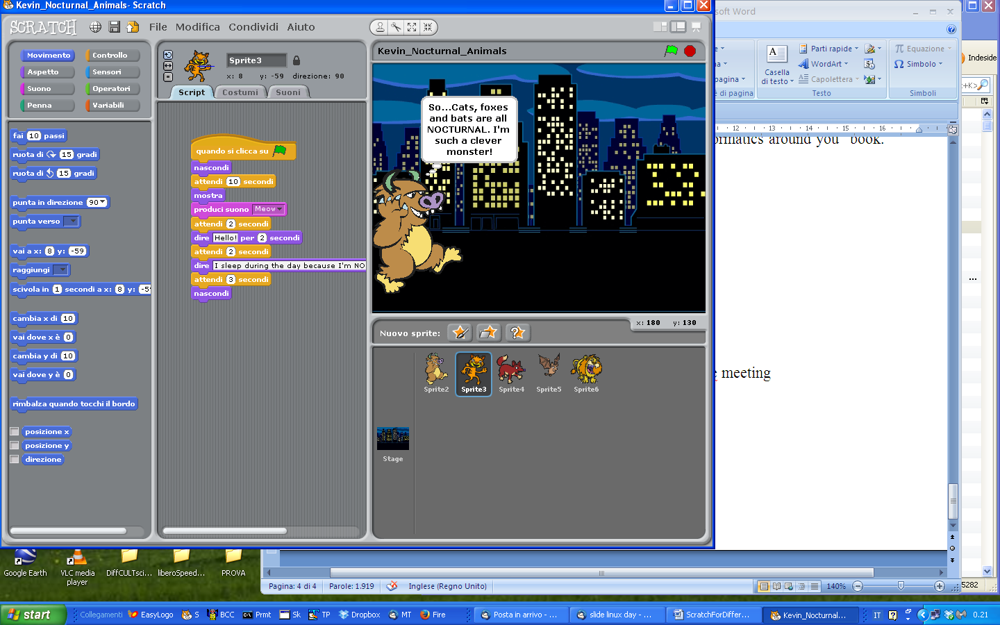 Kevin_Nocturnal_Animals- Scratch
SCRATCH
File Modifica Condividi Aiuto
Movimento Controllo
Aspetto Sensori
Suono Operatori
Penna Variabili
fai 10 passi
ruota di 15 gradi
ruota di 15 gradi
punta in direzione 90
punta verso
vai a x: 8 y: -59
raggiungi
scivola in 1 secondi a x: 8 y: -5
cambia x di 10
vai dove x è 0
cambia y di 10
vai dove y è 0
rimbalza quando tocchi il bordo
posizione x
posizione y
direzione
Sprite3
x: 8 y: -59 direzione: 90
Script Costumi Suoni
quando si clicca su
nascondi
attendi 10 secondi
mostra
produci suono Meow
attendi 2 secondi
dire Hello! per 2 secondi
attendi 2 secondi
dire I sleep during the day because I'm NO
attendi 3 secondi
nascondi
Kevin_Nocturnal_Animals
So...Cats, foxes
and bats are all
NOCTURNAL. I'm
such a clever
monster!
x: 180 y: 130
Nuovo sprite:
Sprite2 Sprite3 Sprite4 Sprite5 Sprite6
Stage
soft Word
Parti rapide
WordArt
Capolettera
Casella
di testo
agina
è di pagina
Testo
Equazione
Simbolo
Simboli
Indeside
+K>
12 13 14 15 16 17
ormatics around you" book.
...
meeting
Pagina: 4 di 4 Parole: 1.919 Inglese (Regno Unito) 140%
5282
Google Earth
VLC media
player
DiffCULTsci...
liberoSpeed...
PROVA
start Collegamenti EasyLogo S BCC Prmt Sk TP Dropbox MT Fire Posta in arrivo - ... slide linux day - ... ScratchForDiffer... Kevin_Nocturnal... IT 0.21